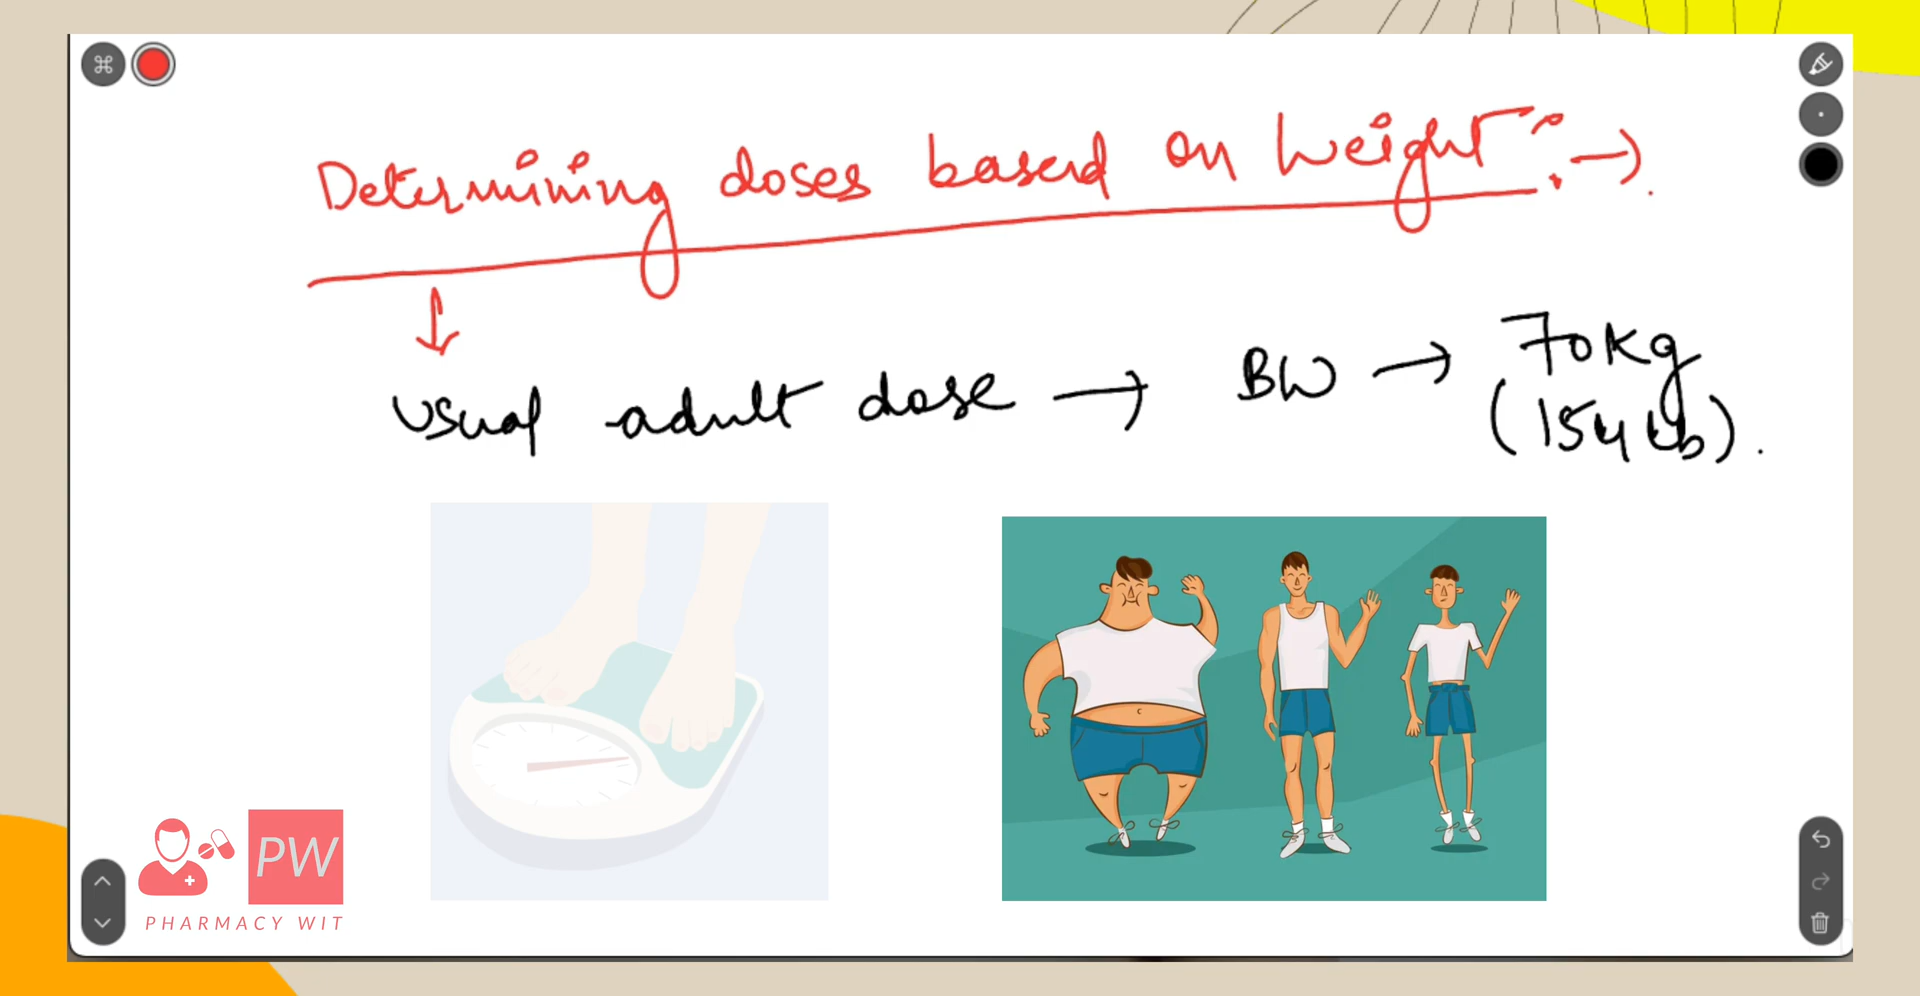 Determining doses based on weight :→
usual adult dose → BW → 70kg
(154 lb).
PW
PHARMACY WIT